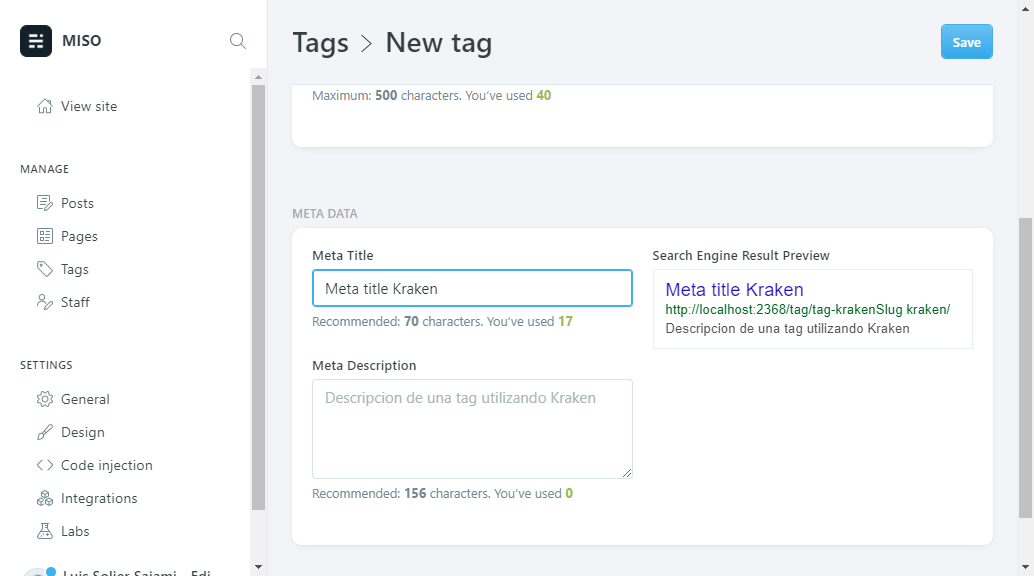 MISO
View site
MANAGE
Posts
Pages
Tags
Staff
SETTINGS
General
Design
Code injection
Integrations
Labs
Tags > New tag
Save
Maximum: 500 characters. You've used 40
META DATA
Meta Title
Meta title Kraken
Recommended: 70 characters. You've used 17
Meta Description
Descripcion de una tag utilizando Kraken
Recommended: 156 characters. You've used 0
Search Engine Result Preview
Meta title Kraken
http://localhost:2368/tag/tag-krakenSlug kraken/
Descripcion de una tag utilizando Kraken